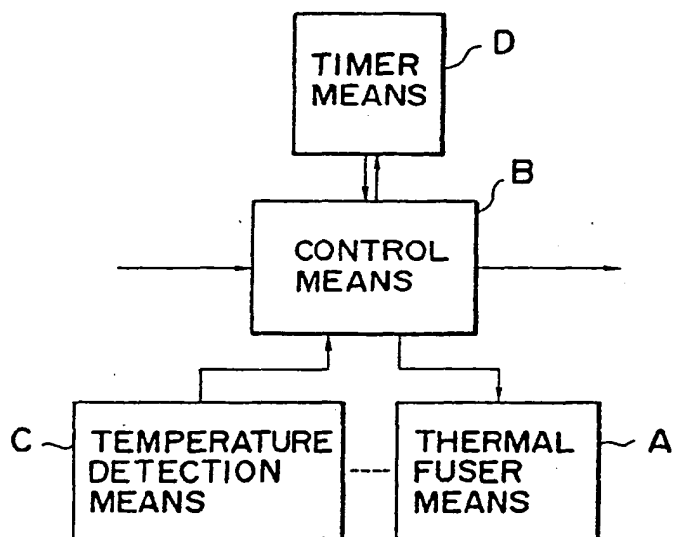 TIMER
MEANS
D
B
CONTROL
MEANS
C
TEMPERATURE
DETECTION
MEANS
THERMAL
FUSER
MEANS
A